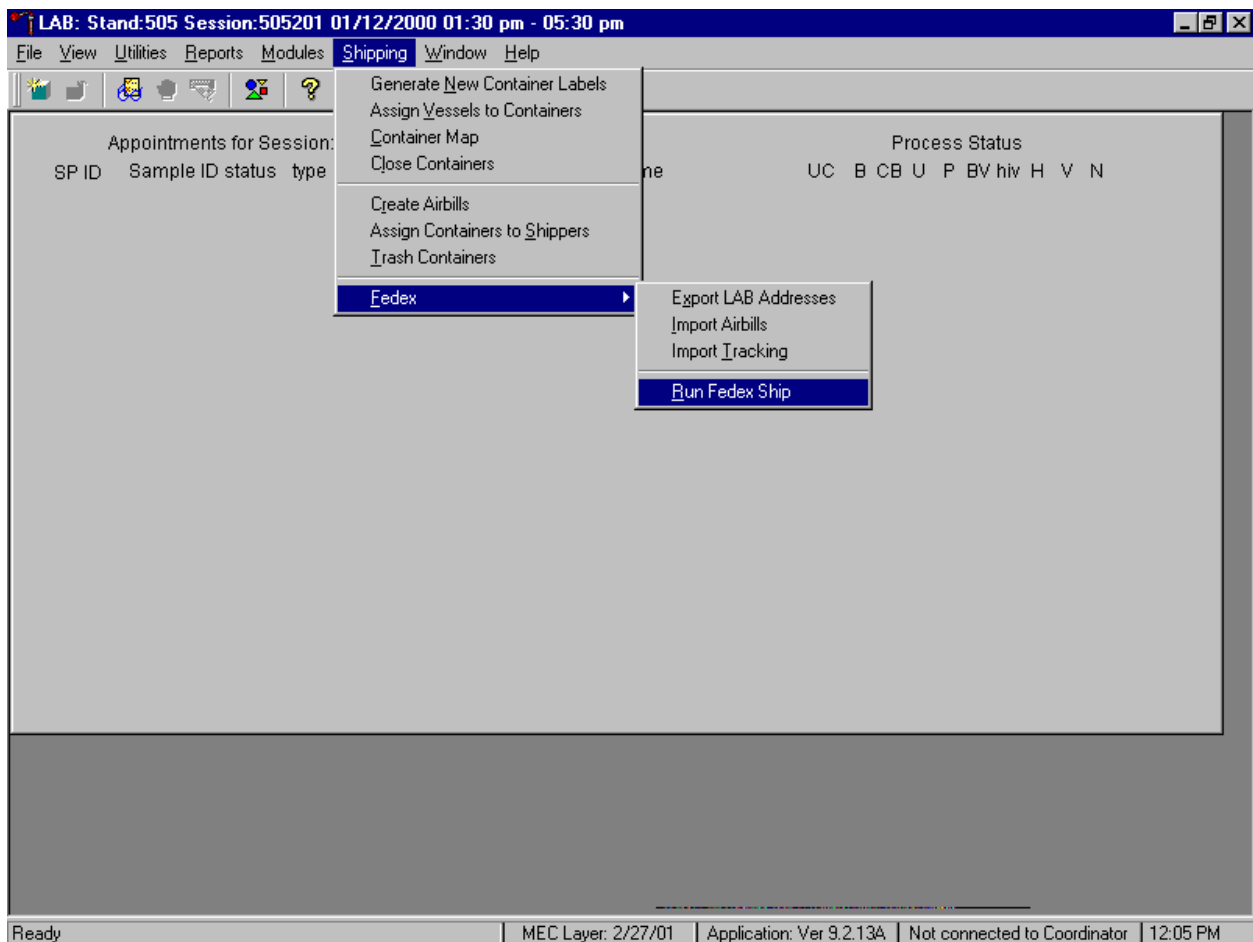 LAB: Stand:505 Session:505201 01/12/2000 01:30 pm - 05:30 pm
File View Utilities Reports Modules Shipping Window Help
Generate New Container Labels
Assign Vessels to Containers
Container Map
Close Containers
Create Airbills
Assign Containers to Shippers
Trash Containers
Fedex
Export LAB Addresses
Import Airbills
Import Tracking
Run Fedex Ship
Appointments for Session:
Process Status
SP ID Sample ID status type
UC B CB U P BV hiv H V N
Ready
MEC Layer: 2/27/01
Application: Ver 9.2.13A
Not connected to Coordinator
12:05 PM